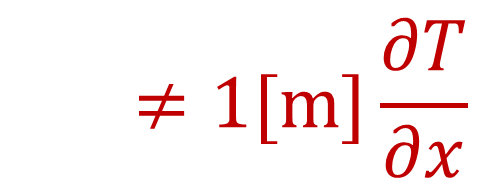 ≠ 1[m] ∂T/∂x